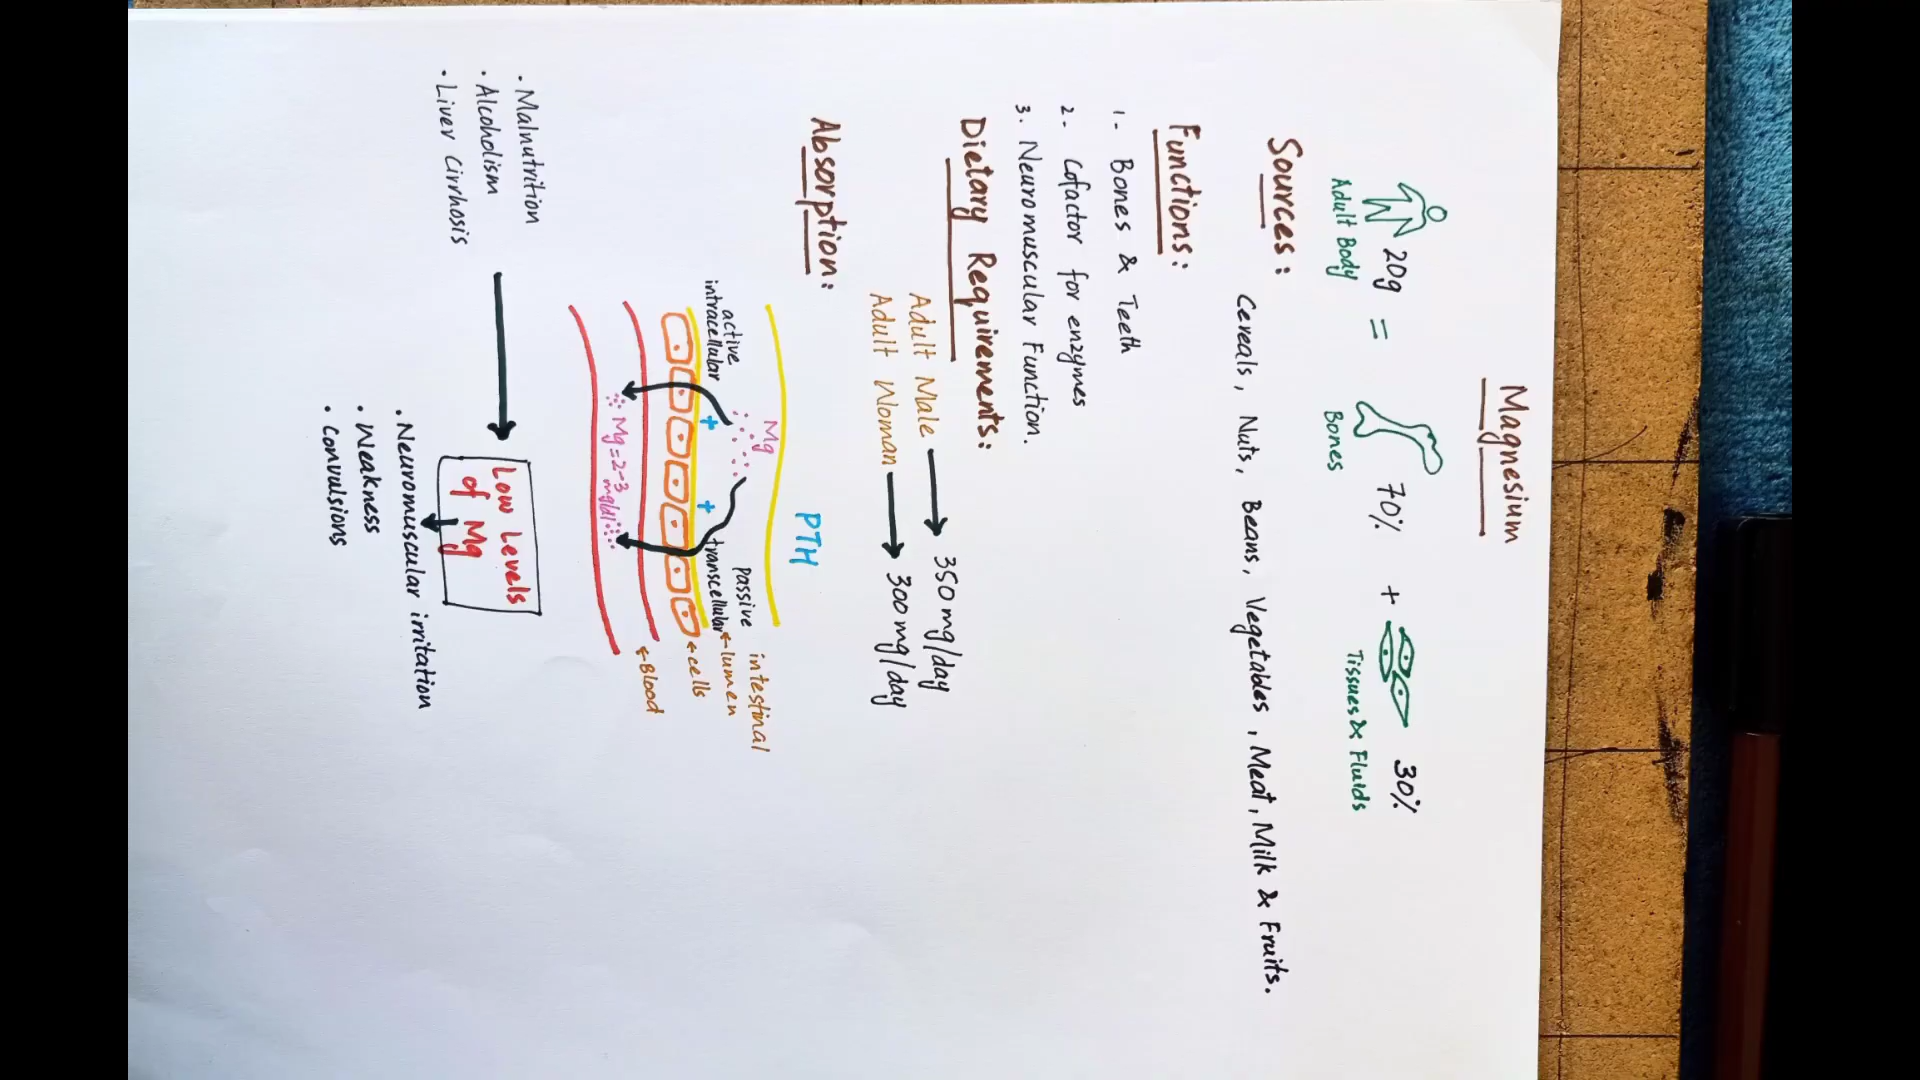 Magnesium
20g = 70% + 30%
Adult Body Bones Tissues & Fluids
Sources:
Cereals, Nuts, Beans, Vegetables, Meat, Milk & Fruits.
Functions:
1- Bones & Teeth
2- Cofactor for enzymes
3. Neuromuscular Function.
Dietary Requirements:
Adult Male → 350 mg/day
Adult Woman → 300 mg/day
Absorption:
PTH
Mg
intestinal
← lumen
active
intracellular
+ +
passive
transcellular
← cells
← Blood
Mg = 2-3
mg/dl
• Malnutrition
• Alcoholism
• Liver Cirrhosis
Low Levels
of Mg
• Neuromuscular irritation
• Weakness
• Convulsions